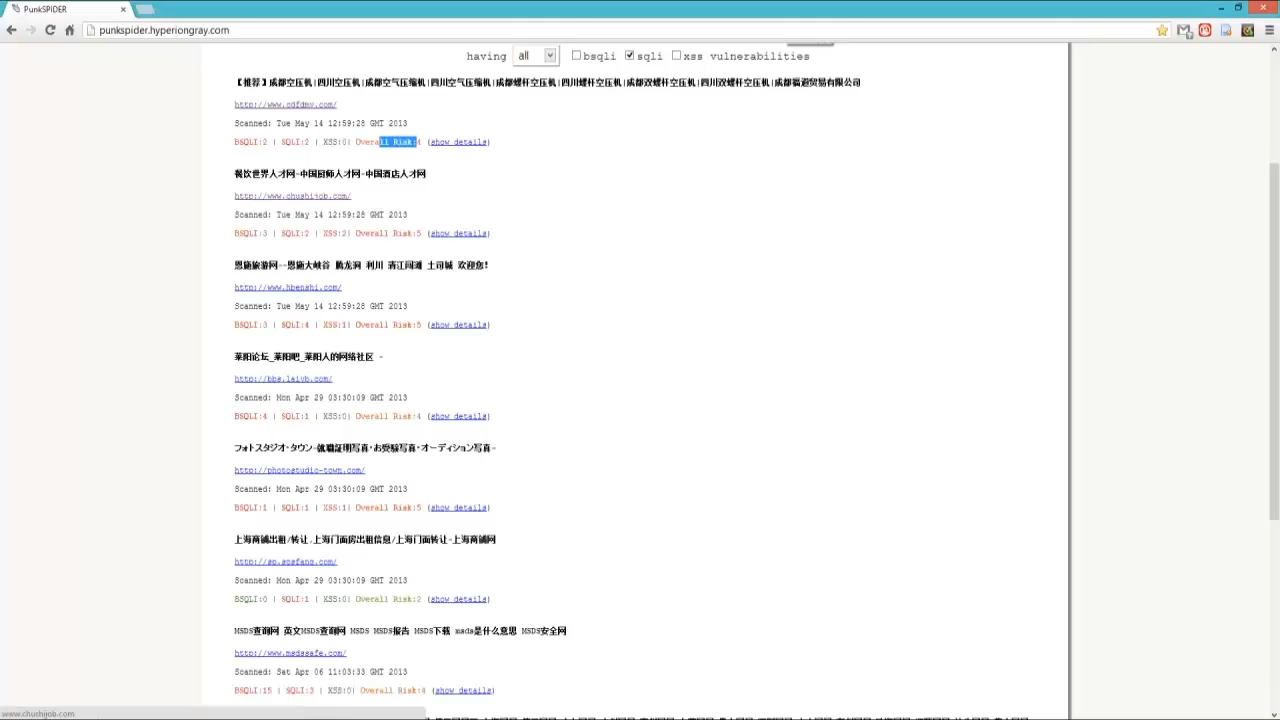 PunkSPIDER
punkspider.hyperiongray.com
having all bsqli sqli xss vulnerabilities
【推荐】成都空压机|四川空压机|成都空气压缩机|四川空气压缩机|成都螺杆空压机|四川螺杆空压机|成都双螺杆空压机|四川双螺杆空压机|成都福迪贸易有限公司
http://www.cdfdmy.com/
Scanned: Tue May 14 12:59:28 GMT 2013
BSQLI:2 | SQLI:2 | XSS:0| Overall Risk:4 (show details)
餐饮世界人才网-中国厨师人才网-中国酒店人才网
http://www.chushijob.com/
Scanned: Tue May 14 12:59:28 GMT 2013
BSQLI:3 | SQLI:2 | XSS:2| Overall Risk:5 (show details)
恩施旅游网--恩施大峡谷 腾龙洞 利川 清江闯滩 土司城 欢迎您!
http://www.hbenshi.com/
Scanned: Tue May 14 12:59:28 GMT 2013
BSQLI:3 | SQLI:4 | XSS:1| Overall Risk:5 (show details)
莱阳论坛_莱阳吧_莱阳人的网络社区 -
http://bbs.laiyb.com/
Scanned: Mon Apr 29 03:30:09 GMT 2013
BSQLI:4 | SQLI:1 | XSS:0| Overall Risk:4 (show details)
フォトスタジオ・タウン-就職証明写真・お受験写真・オーディション写真-
http://photostudio-town.com/
Scanned: Mon Apr 29 03:30:09 GMT 2013
BSQLI:1 | SQLI:1 | XSS:1| Overall Risk:5 (show details)
上海商铺出租/转让,上海门面房出租信息/上海门面转让-上海商铺网
http://sp.spsfang.com/
Scanned: Mon Apr 29 03:30:09 GMT 2013
BSQLI:0 | SQLI:1 | XSS:0| Overall Risk:2 (show details)
MSDS查询网 英文MSDS查询网 MSDS MSDS报告 MSDS下载 msds是什么意思 MSDS安全网
http://www.msdssafe.com/
Scanned: Sat Apr 06 11:03:33 GMT 2013
BSQLI:15 | SQLI:3 | XSS:0| Overall Risk:4 (show details)
www.chushijob.com